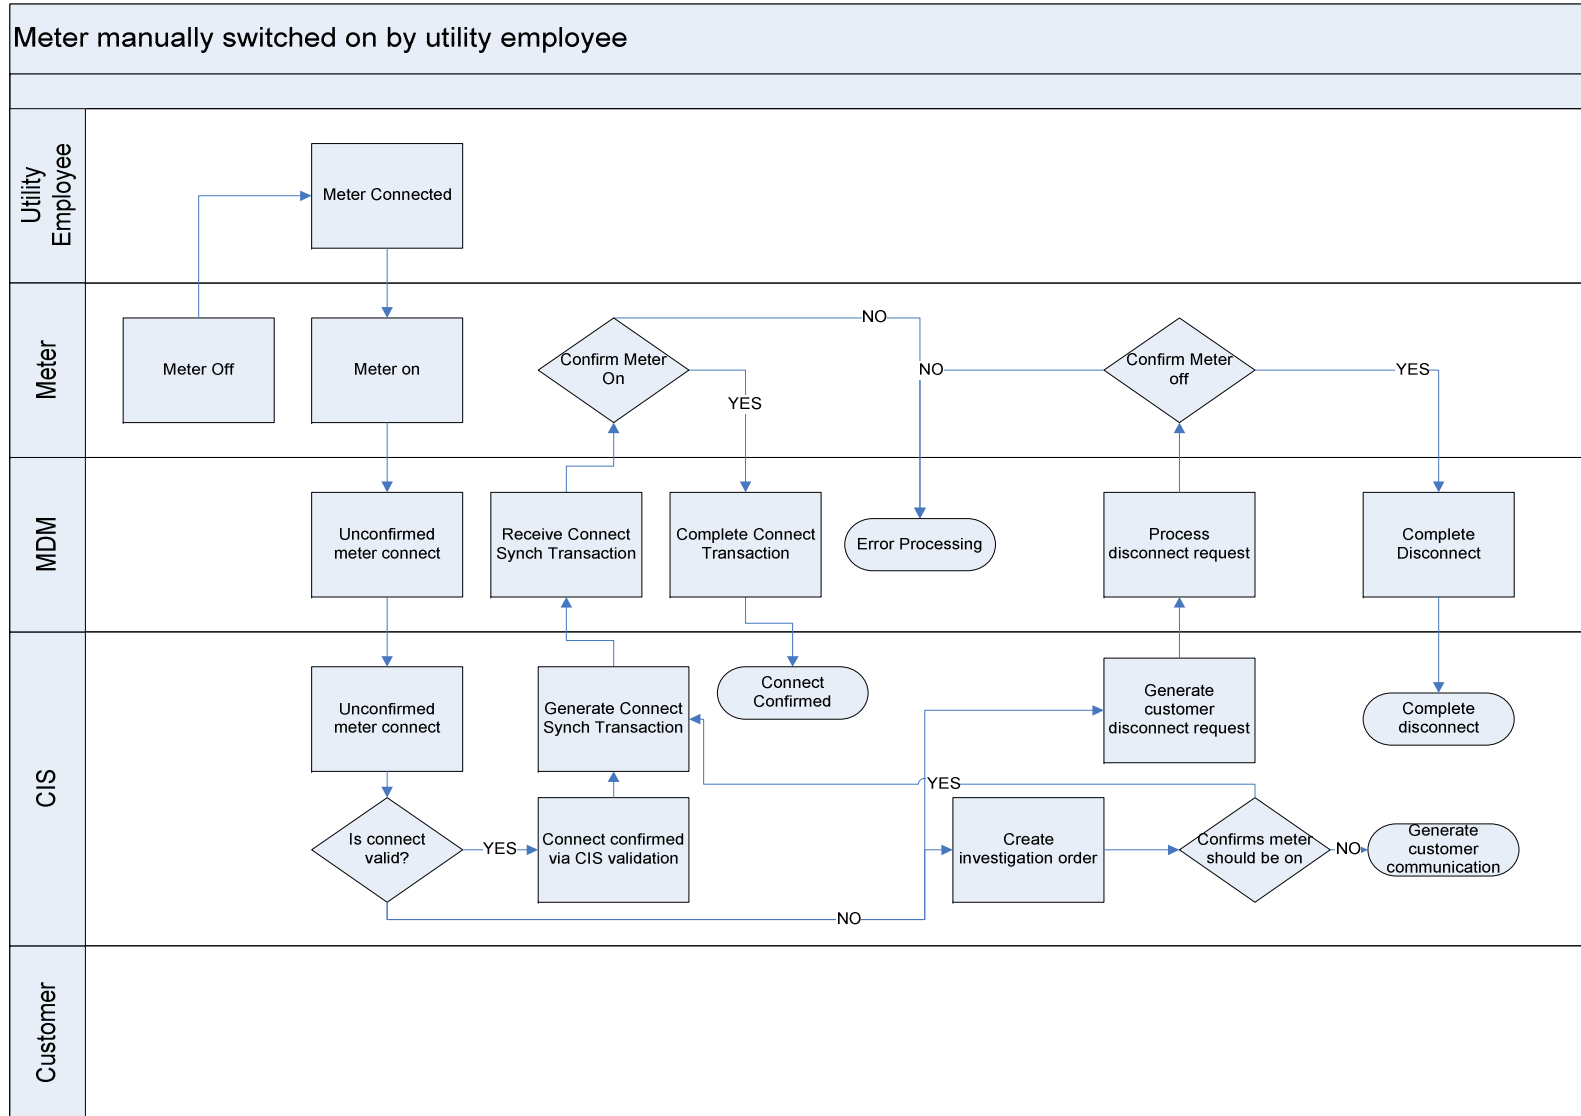 Meter manually switched on by utility employee
Utility
Employee
Meter Connected
Meter
Meter Off
Meter on
Confirm Meter
On
NO
YES
NO
Confirm Meter
off
YES
MDM
Unconfirmed
meter connect
Receive Connect
Synch Transaction
Complete Connect
Transaction
Error Processing
Process
disconnect request
Complete
Disconnect
CIS
Unconfirmed
meter connect
Generate Connect
Synch Transaction
Connect
Confirmed
Generate
customer
disconnect request
Complete
disconnect
YES
Is connect
valid?
YES
Connect confirmed
via CIS validation
Create
investigation order
Confirms meter
should be on
NO
Generate
customer
communication
NO
Customer